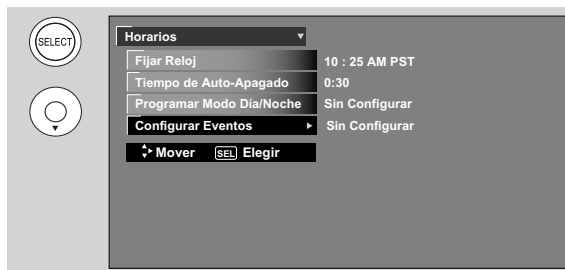 SELECT
Horarios
Fijar Reloj 10 : 25 AM PST
Tiempo de Auto-Apagado 0:30
Programar Modo Día/Noche Sin Configurar
Configurar Eventos Sin Configurar
Mover SEL Elegir